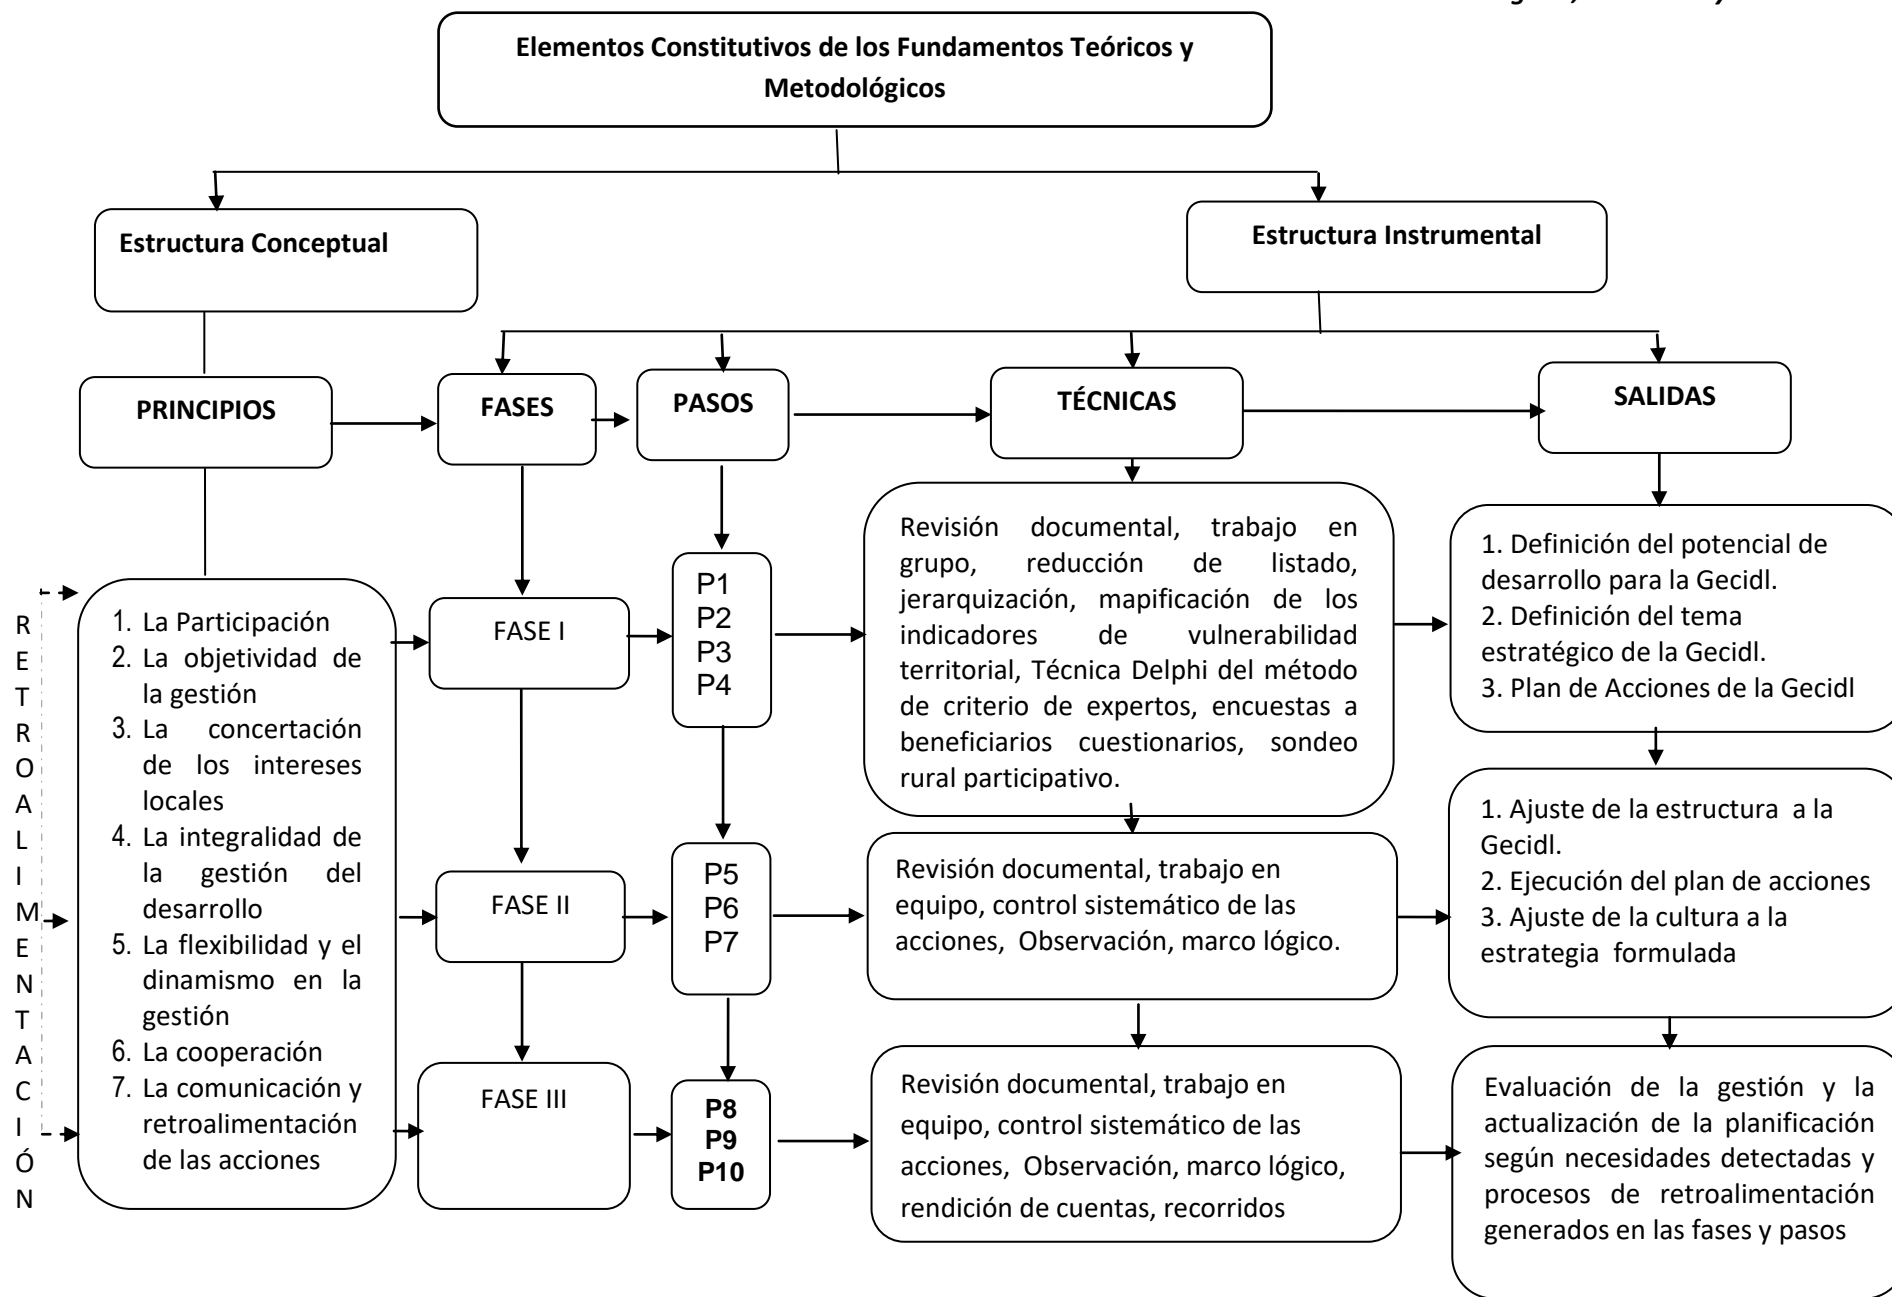 Elementos Constitutivos de los Fundamentos Teóricos y
Metodológicos
Estructura Conceptual
Estructura Instrumental
PRINCIPIOS
FASES
PASOS
TÉCNICAS
SALIDAS
R
E
T
R
O
A
L
I
M
E
N
T
A
C
I
Ó
N
1. La Participación
2. La objetividad de
la gestión
3. La concertación
de los intereses
locales
4. La integralidad de
la gestión del
desarrollo
5. La flexibilidad y el
dinamismo en la
gestión
6. La cooperación
7. La comunicación y
retroalimentación
de las acciones
FASE I
P1
P2
P3
P4
Revisión documental, trabajo en
grupo, reducción de listado,
jerarquización, mapificación de los
indicadores de vulnerabilidad
territorial, Técnica Delphi del método
de criterio de expertos, encuestas a
beneficiarios cuestionarios, sondeo
rural participativo.
1. Definición del potencial de
desarrollo para la Gecidl.
2. Definición del tema
estratégico de la Gecidl.
3. Plan de Acciones de la Gecidl
FASE II
P5
P6
P7
Revisión documental, trabajo en
equipo, control sistemático de las
acciones, Observación, marco lógico.
1. Ajuste de la estructura a la
Gecidl.
2. Ejecución del plan de acciones
3. Ajuste de la cultura a la
estrategia formulada
FASE III
P8
P9
P10
Revisión documental, trabajo en
equipo, control sistemático de las
acciones, Observación, marco lógico,
rendición de cuentas, recorridos
Evaluación de la gestión y la
actualización de la planificación
según necesidades detectadas y
procesos de retroalimentación
generados en las fases y pasos